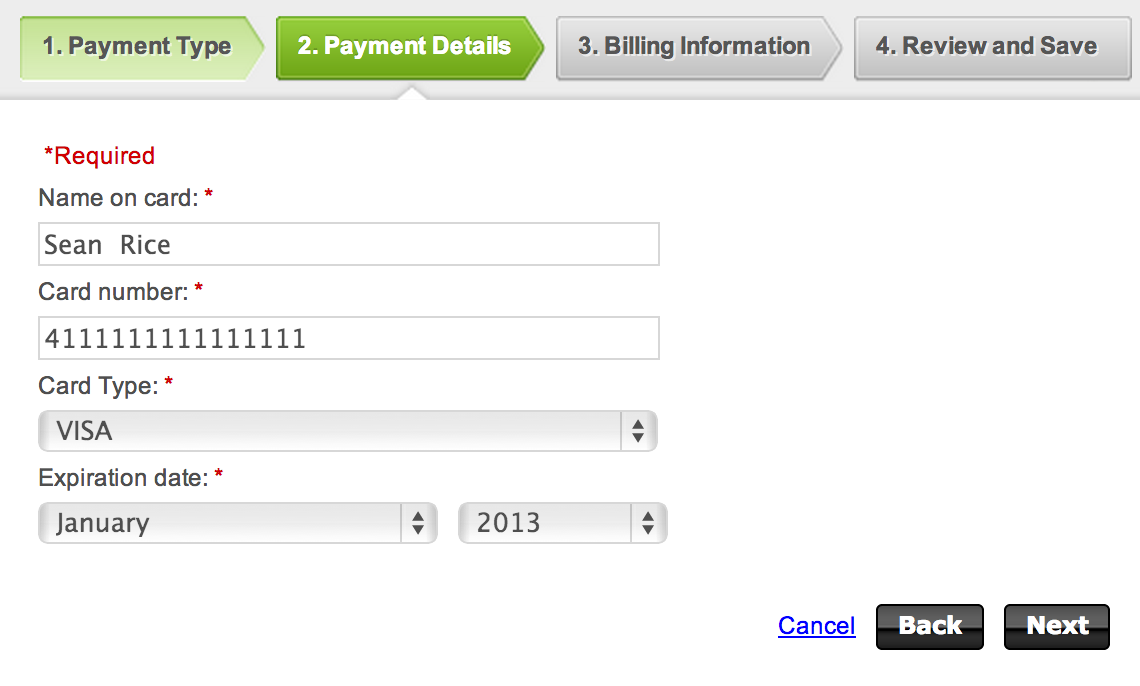 1. Payment Type 2. Payment Details 3. Billing Information 4. Review and Save
*Required
Name on card: *
Sean Rice
Card number: *
4111111111111111
Card Type: *
VISA
Expiration date: *
January 2013
Cancel Back Next